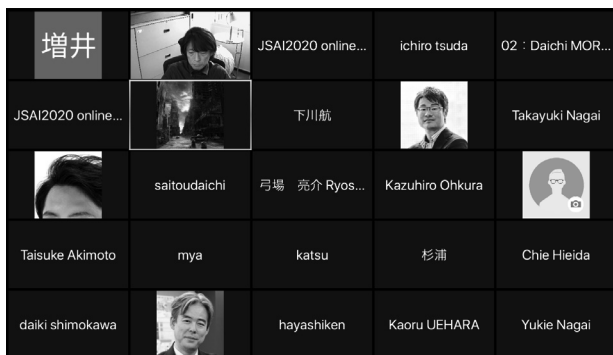 増井
JSAI2020 online...
ichiro tsuda
02：Daichi MOR...
JSAI2020 online...
下川航
Takayuki Nagai
saitoudaichi
弓場　亮介 Ryos...
Kazuhiro Ohkura
Taisuke Akimoto
mya
katsu
杉浦
Chie Hieida
daiki shimokawa
hayashiken
Kaoru UEHARA
Yukie Nagai